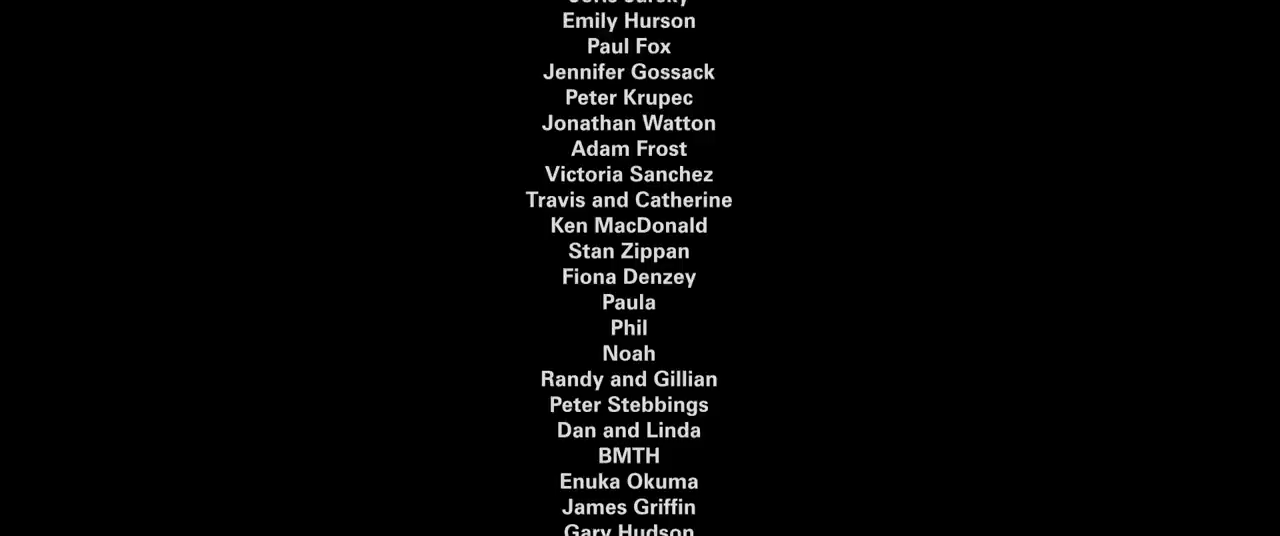 Emily Hurson
Paul Fox
Jennifer Gossack
Peter Krupec
Jonathan Watton
Adam Frost
Victoria Sanchez
Travis and Catherine
Ken MacDonald
Stan Zippan
Fiona Denzey
Paula
Phil
Noah
Randy and Gillian
Peter Stebbings
Dan and Linda
BMTH
Enuka Okuma
James Griffin
Gary Hudson